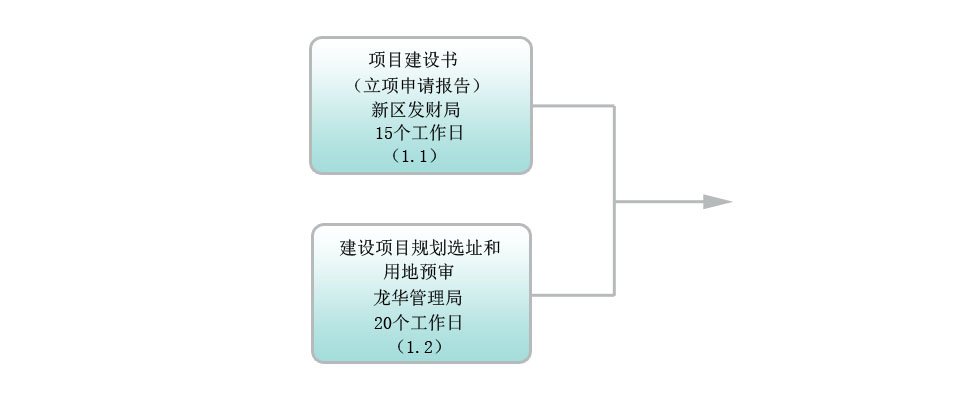 项目建设书
（立项申请报告）
新区发财局
15个工作日
（1.1）
建设项目规划选址和
用地预审
龙华管理局
20个工作日
（1.2）